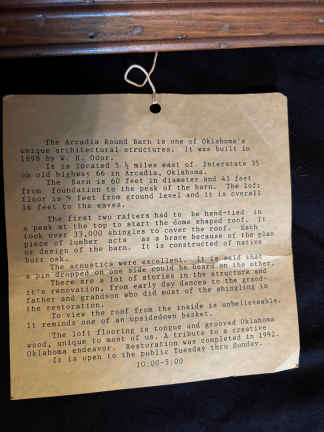 The Arcadia Round Barn is one of Oklahoma's
unique architectural structures. It was built in
1898 by W. H. Odor.
It is located 5 ½ miles east of Interstate 35
on old highway 66 in Arcadia, Oklahoma.
The Barn is 60 feet in diameter and 43 feet
from foundation to the peak of the barn. The loft
floor is 9 feet from ground level and it is overall
16 feet to the eaves.
The first two rafters had to be hand-tied in
a peak at the top to start the dome shaped roof. It
took over 33,000 shingles to cover the roof. Each
piece of lumber acts as a brace because of the plan
or design of the barn. It is constructed of native
burr oak.
The acoustics were excellent. It is said that
a pin dropped on one side could be heard on the other.
There are a lot of stories in the structure and
it's renovation, from early day dances to the grand-
father and grandson who did most of the shingling in
the restoration.
To view the roof from the inside is unbelieveable.
It reminds one of an upsidedown basket.
The loft flooring is tongue and grooved Oklahoma
wood, unique to most of us. A tribute to a creative
Oklahoma endeavor. Restoration was completed in 1992.
It is open to the public Tuesday thru Sunday.
10:00-5:00